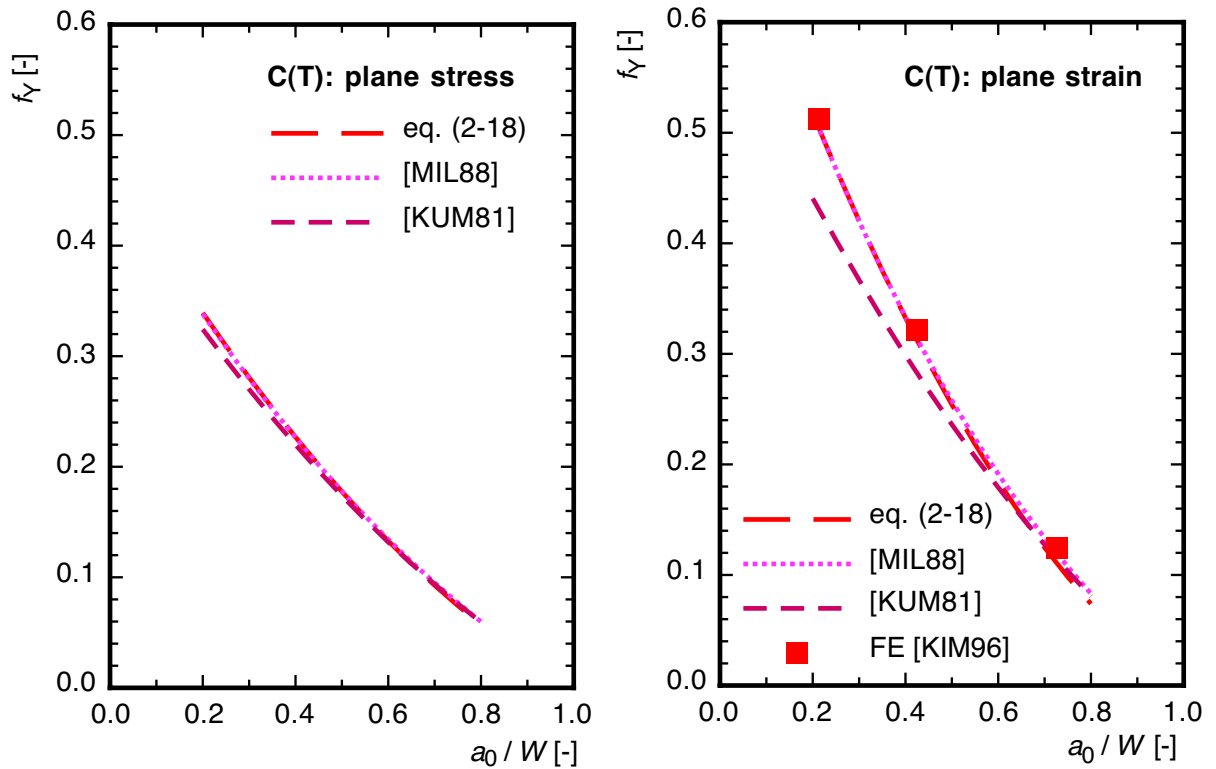 0.6
f_Y [-]
C(T): plane stress
eq. (2-18)
[MIL88]
[KUM81]
0.5
0.4
0.3
0.2
0.1
0.0
0.0 0.2 0.4 0.6 0.8 1.0
a_0 / W [-]
0.6
f_Y [-]
C(T): plane strain
0.5
0.4
0.3
0.2
0.1
0.0
eq. (2-18)
[MIL88]
[KUM81]
FE [KIM96]
0.0 0.2 0.4 0.6 0.8 1.0
a_0 / W [-]